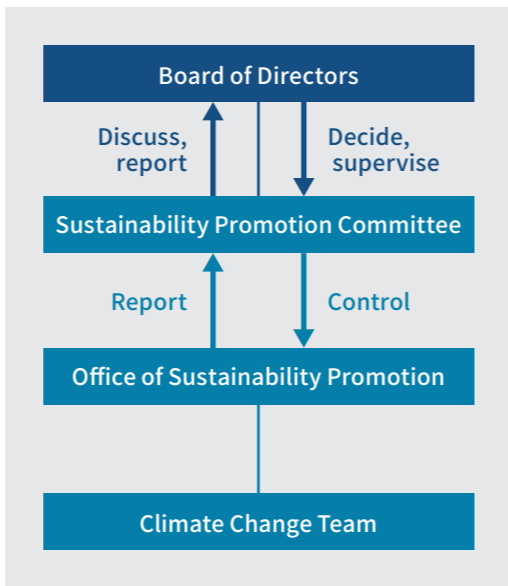 Board of Directors
Discuss,
report
Decide,
supervise
Sustainability Promotion Committee
Report
Control
Office of Sustainability Promotion
Climate Change Team